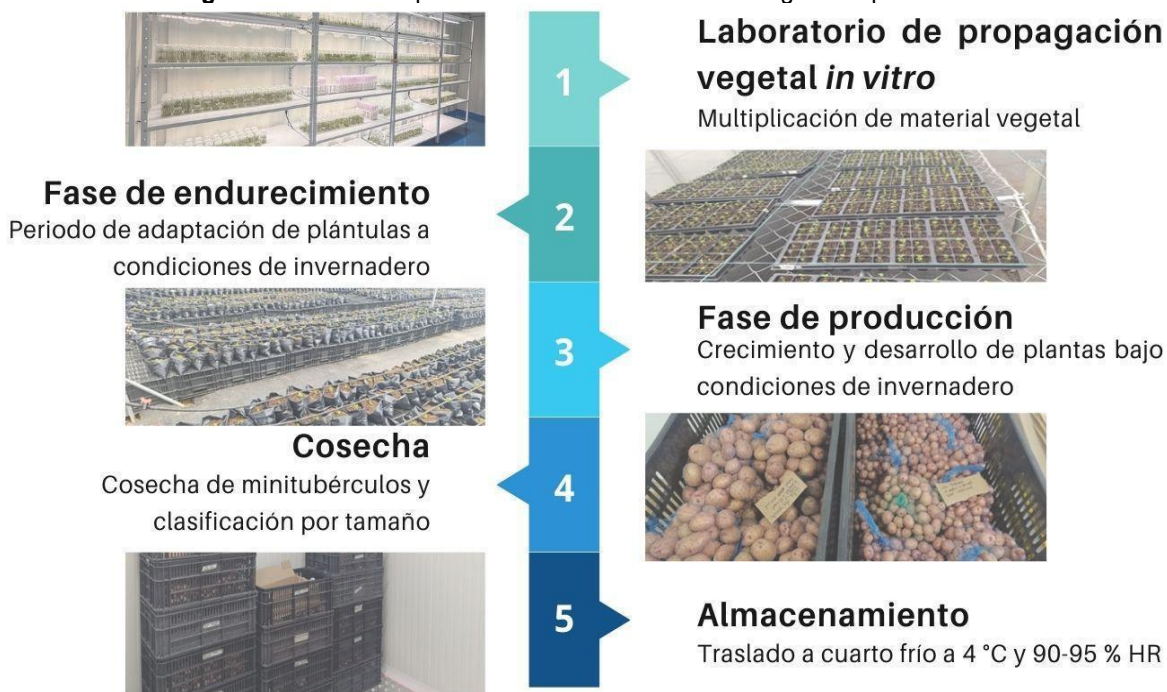 1
Laboratorio de propagación
vegetal in vitro
Multiplicación de material vegetal
Fase de endurecimiento
Periodo de adaptación de plántulas a
condiciones de invernadero
2
3
Fase de producción
Crecimiento y desarrollo de plantas bajo
condiciones de invernadero
Cosecha
Cosecha de minitubérculos y
clasificación por tamaño
4
5
Almacenamiento
Traslado a cuarto frío a 4 °C y 90-95 % HR